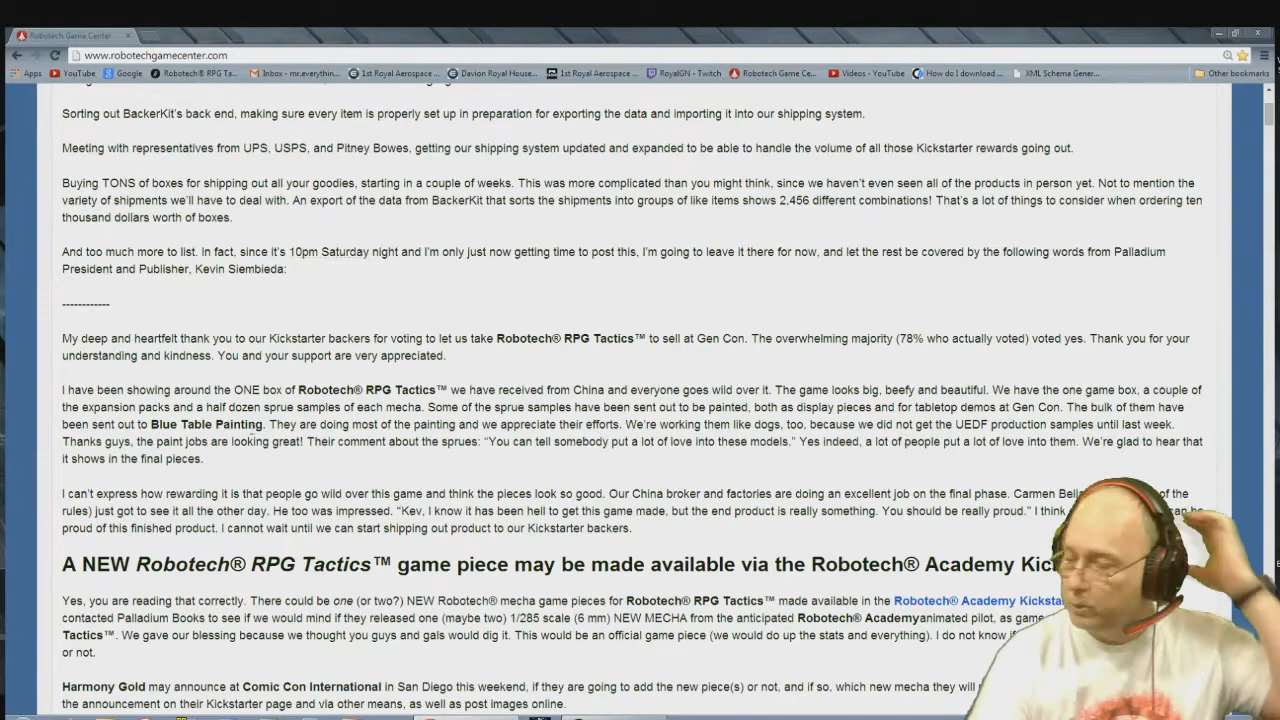 Robotech Game Center
www.robotechgamecenter.com
Apps YouTube Google Robotech® RPG Ta... Inbox - mr.everythin... 1st Royal Aerospace ... Davion Royal House... 1st Royal Aerospace ... RoyalGN - Twitch Robotech Game Ce... Videos - YouTube How do I download ... XML Schema Gener... Other bookmarks
Sorting out BackerKit's back end, making sure every item is properly set up in preparation for exporting the data and importing it into our shipping system.
Meeting with representatives from UPS, USPS, and Pitney Bowes, getting our shipping system updated and expanded to be able to handle the volume of all those Kickstarter rewards going out.
Buying TONS of boxes for shipping out all your goodies, starting in a couple of weeks. This was more complicated than you might think, since we haven't even seen all of the products in person yet. Not to mention the
variety of shipments we'll have to deal with. An export of the data from BackerKit that sorts the shipments into groups of like items shows 2,456 different combinations! That's a lot of things to consider when ordering ten
thousand dollars worth of boxes.
And too much more to list. In fact, since it's 10pm Saturday night and I'm only just now getting time to post this, I'm going to leave it there for now, and let the rest be covered by the following words from Palladium
President and Publisher, Kevin Siembieda:
------------
My deep and heartfelt thank you to our Kickstarter backers for voting to let us take Robotech® RPG Tactics™ to sell at Gen Con. The overwhelming majority (78% who actually voted) voted yes. Thank you for your
understanding and kindness. You and your support are very appreciated.
I have been showing around the ONE box of Robotech® RPG Tactics™ we have received from China and everyone goes wild over it. The game looks big, beefy and beautiful. We have the one game box, a couple of
the expansion packs and a half dozen sprue samples of each mecha. Some of the sprue samples have been sent out to be painted, both as display pieces and for tabletop demos at Gen Con. The bulk of them have
been sent out to Blue Table Painting. They are doing most of the painting and we appreciate their efforts. We're working them like dogs, too, because we did not get the UEDF production samples until last week.
Thanks guys, the paint jobs are looking great! Their comment about the sprues: “You can tell somebody put a lot of love into these models.” Yes indeed, a lot of people put a lot of love into them. We're glad to hear that
it shows in the final pieces.
I can't express how rewarding it is that people go wild over this game and think the pieces look so good. Our China broker and factories are doing an excellent job on the final phase. Carmen Bella of the
rules) just got to see it all the other day. He too was impressed. “Kev, I know it has been hell to get this game made, but the end product is really something. You should be really proud.” I think can be
proud of this finished product. I cannot wait until we can start shipping out product to our Kickstarter backers.
A NEW Robotech® RPG Tactics™ game piece may be made available via the Robotech® Academy Kic
Yes, you are reading that correctly. There could be one (or two?) NEW Robotech® mecha game pieces for Robotech® RPG Tactics™ made available in the Robotech® Academy Kicksta
contacted Palladium Books to see if we would mind if they released one (maybe two) 1/285 scale (6 mm) NEW MECHA from the anticipated Robotech® Academyanimated pilot, as game
Tactics™. We gave our blessing because we thought you guys and gals would dig it. This would be an official game piece (we would do up the stats and everything). I do not know if
or not.
Harmony Gold may announce at Comic Con International in San Diego this weekend, if they are going to add the new piece(s) or not, and if so, which new mecha they will
the announcement on their Kickstarter page and via other means, as well as post images online.